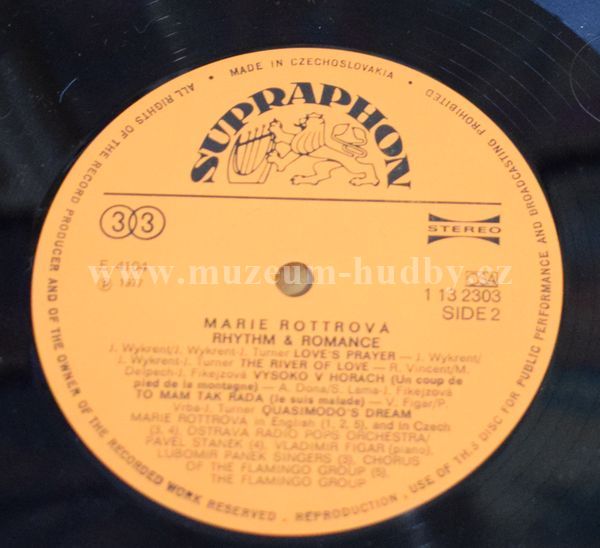 MADE IN CZECHOSLOVAKIA
ALL RIGHTS OF THE RECORD PRODUCER AND OF THE OWNER OF THE RECORDED WORK RESERVED • REPRODUCTION, USE OF THIS DISC FOR PUBLIC PERFORMANCE AND BROADCASTING PROHIBITED
SUPRAPHON
33
STEREO
Ⓟ 1977
www.muzeum-hudby.cz
1 13 2303
SIDE 2
MARIE ROTTROVÁ
RHYTHM & ROMANCE
J. Wykrent/J. Wykrent-J. Turner LOVE'S PRAYER — J. Wykrent/
J. Wykrent-J. Turner THE RIVER OF LOVE — R. Vincent/M.
Delpech-J. Fikejzová VYSOKO V HORÁCH (Un coup de
pied de la montagne) — A. Dona/S. Lama-J. Fikejzová
TO MÁM TAK RÁDA (Je suis malade) — V. Figar/P.
Vrba-J. Turner QUASIMODO'S DREAM
MARIE ROTTROVÁ in English (1, 2, 5), and in Czech
(3, 4). OSTRAVA RADIO POPS ORCHESTRA/
PAVEL STANĚK (4). VLADIMÍR FIGAR (piano).
LUBOMÍR PÁNEK SINGERS (3). CHORUS
OF THE FLAMINGO GROUP (5).
THE FLAMINGO GROUP